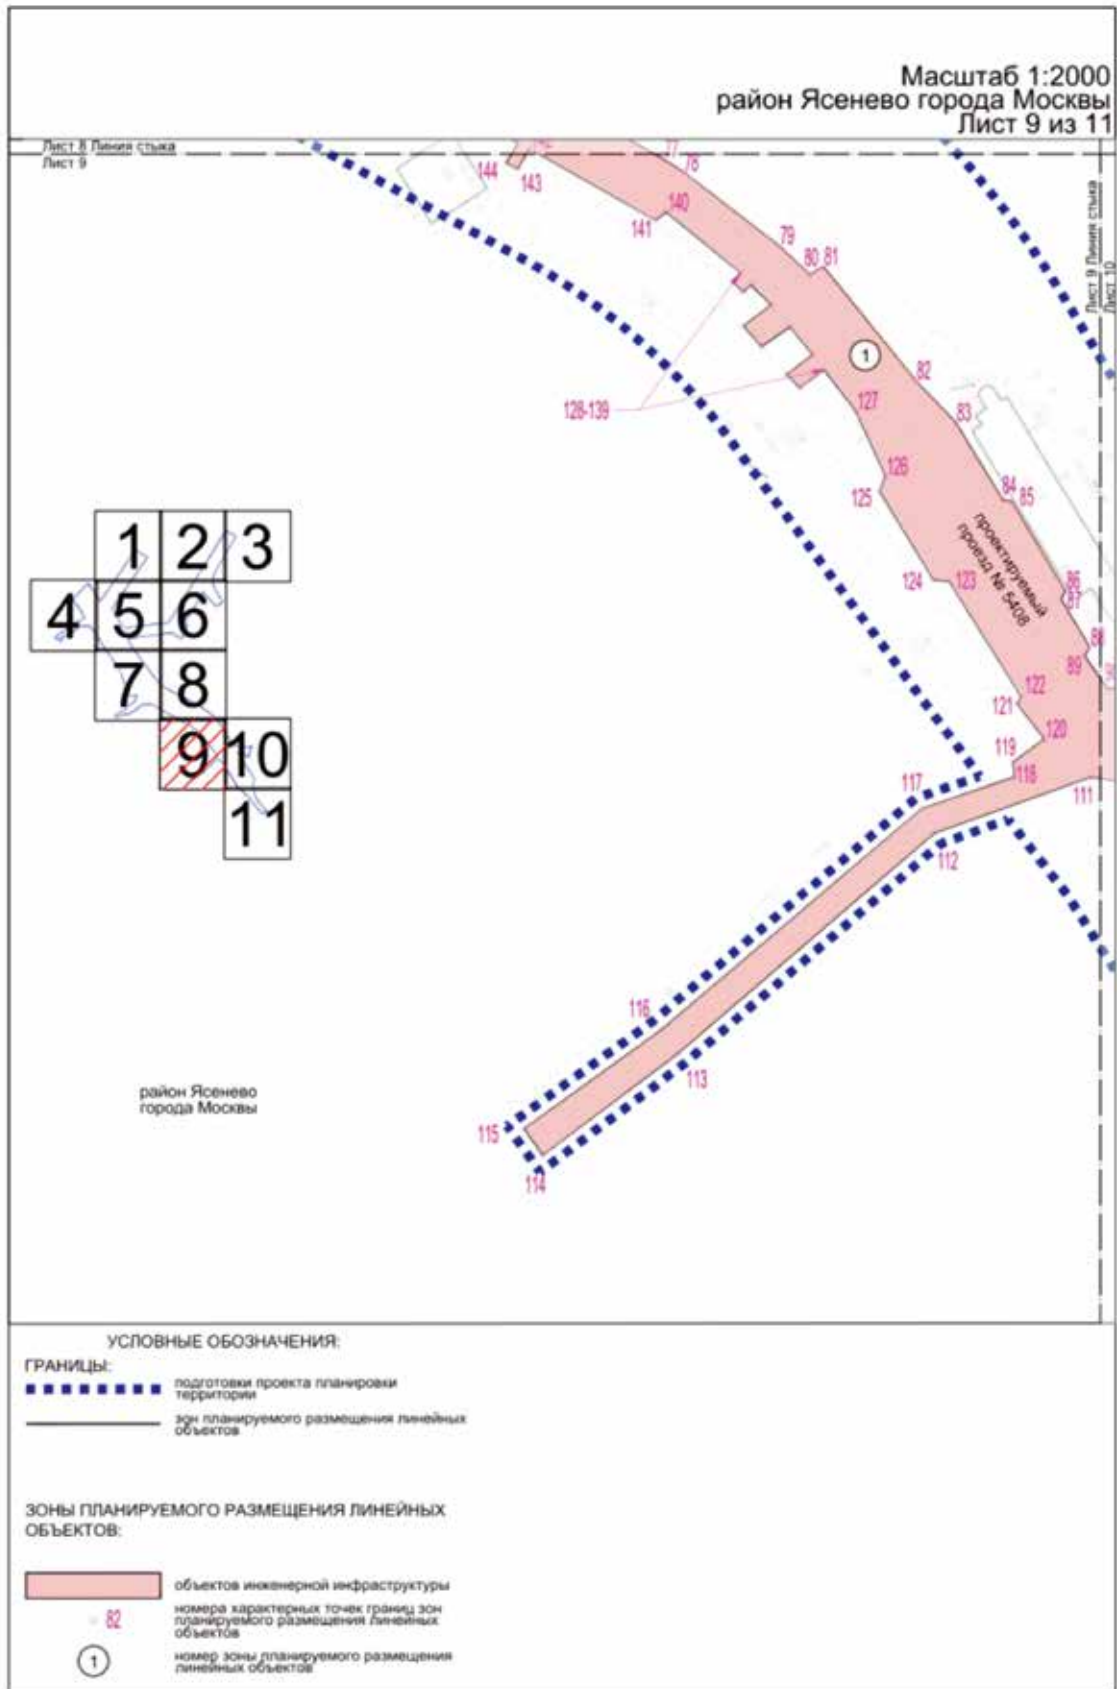 Масштаб 1:2000
район Ясенево города Москвы
Лист 9 из 11
Лист 8 Линия стыка
Лист 9
Лист 9 Линия стыка
Лист 10
77
78
144
143
140
141
79
80 81
1
82
128-139
127
83
126
125
84
85
проектируемый
проезд № 5408
124
123
86
87
88
89
122
121
120
119
118
117
111
112
116
113
115
114
1 2 3
4 5 6
7 8
9 10
11
район Ясенево
города Москвы
УСЛОВНЫЕ ОБОЗНАЧЕНИЯ:
ГРАНИЦЫ:
подготовки проекта планировки
территории
зон планируемого размещения линейных
объектов
ЗОНЫ ПЛАНИРУЕМОГО РАЗМЕЩЕНИЯ ЛИНЕЙНЫХ
ОБЪЕКТОВ:
объектов инженерной инфраструктуры
82
номера характерных точек границ зон
планируемого размещения линейных
объектов
1
номер зоны планируемого размещения
линейных объектов